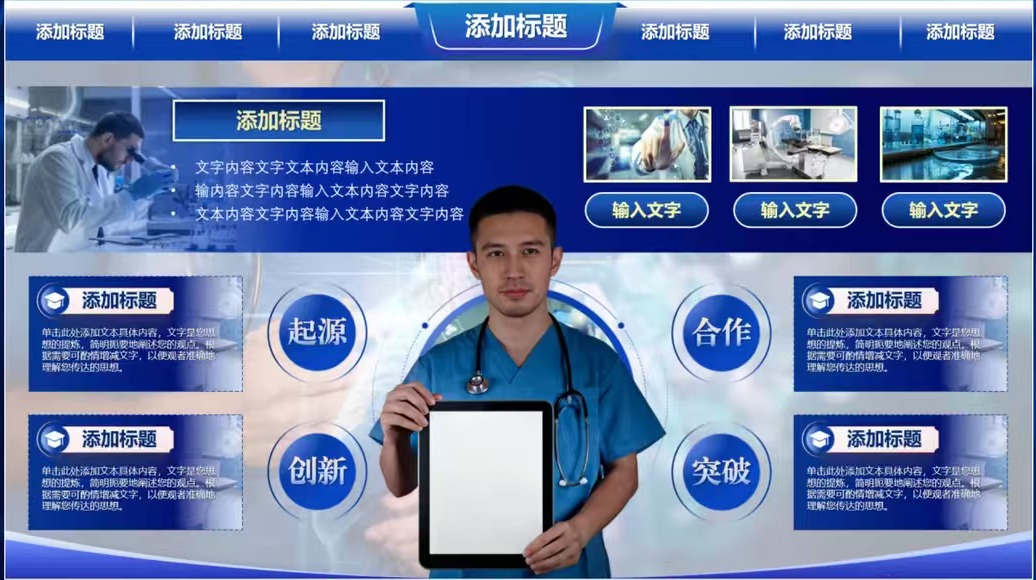 添加标题
添加标题
添加标题
添加标题
添加标题
添加标题
添加标题
添加标题
文字内容文字文本内容输入文本内容
输内容文字内容输入文本内容文字内容
文本内容文字内容输入文本内容文字内容
输入文字
输入文字
输入文字
添加标题
单击此处添加文本具体内容，文字是您思
想的提炼，简明扼要地阐述您的观点。根
据需要可酌情增减文字，以便观者准确地
理解您传达的思想。
起源
合作
添加标题
单击此处添加文本具体内容，文字是您思
想的提炼，简明扼要地阐述您的观点。根
据需要可酌情增减文字，以便观者准确地
理解您传达的思想。
添加标题
单击此处添加文本具体内容，文字是您思
想的提炼，简明扼要地阐述您的观点。根
据需要可酌情增减文字，以便观者准确地
理解您传达的思想。
创新
突破
添加标题
单击此处添加文本具体内容，文字是您思
想的提炼，简明扼要地阐述您的观点。根
据需要可酌情增减文字，以便观者准确地
理解您传达的思想。